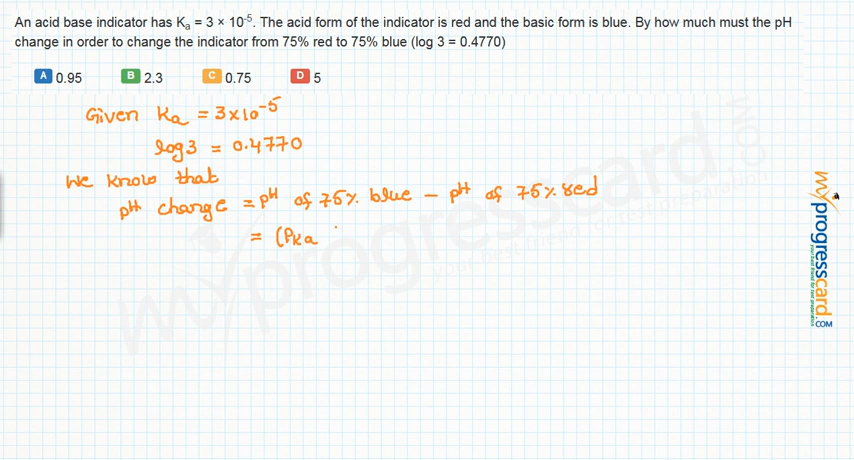 An acid base indicator has Kₐ = 3 × 10⁻⁵. The acid form of the indicator is red and the basic form is blue. By how much must the pH
change in order to change the indicator from 75% red to 75% blue (log 3 = 0.4770)
A 0.95 B 2.3 C 0.75 D 5
Given Ka = 3×10⁻⁵
log3 = 0.4770
We know that
pH change = pH of 75% blue − pH of 75% red
= (Pka
myprogresscard
.COM